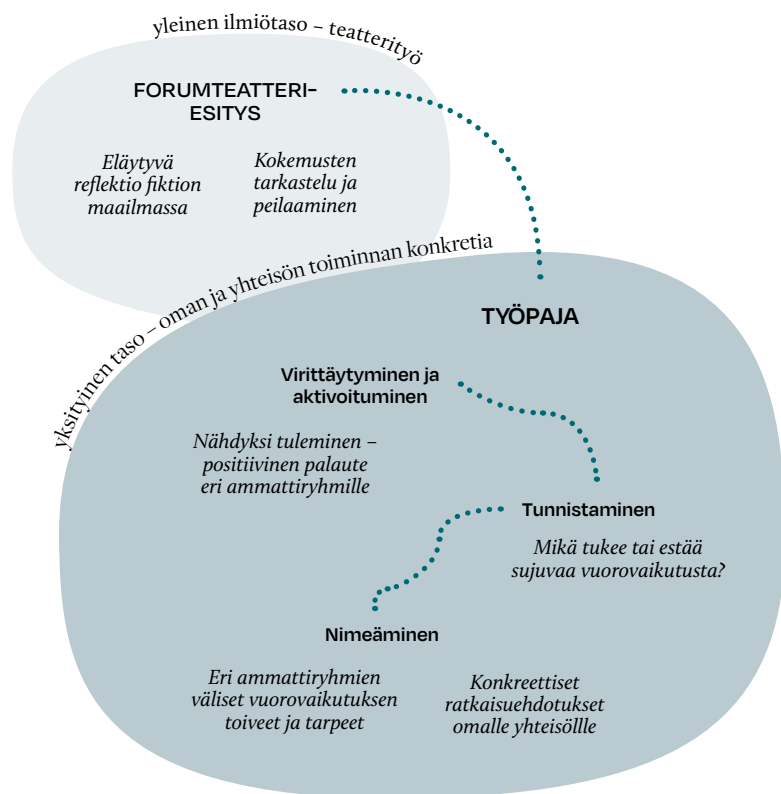 yleinen ilmiötaso – teatterityö
FORUMTEATTERI-
ESITYS
Eläytyvä
reflektio fiktion
maailmassa
Kokemusten
tarkastelu ja
peilaaminen
yksityinen taso – oman ja yhteisön toiminnan konkretia
TYÖPAJA
Virittäytyminen ja
aktivoituminen
Nähdyksi tuleminen –
positiivinen palaute
eri ammattiryhmille
Tunnistaminen
Mikä tukee tai estää
sujuvaa vuorovaikutusta?
Nimeäminen
Eri ammattiryhmien
väliset vuorovaikutuksen
toiveet ja tarpeet
Konkreettiset
ratkaisuehdotukset
omalle yhteisöllle